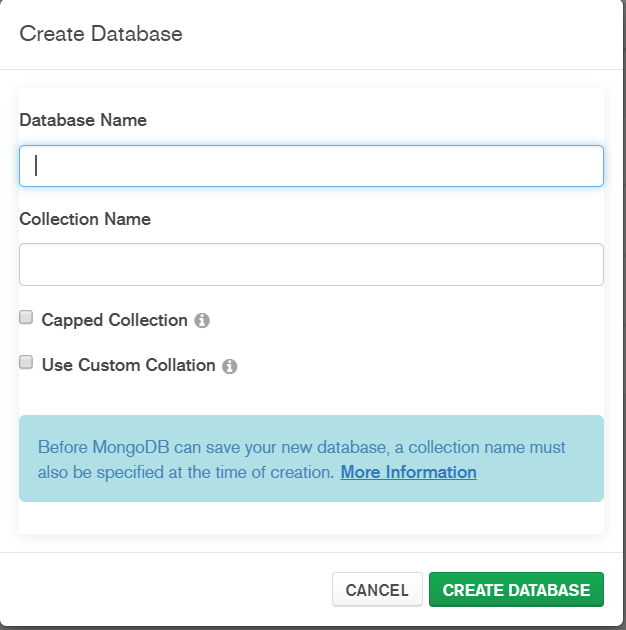 Create Database
Database Name
Collection Name
Capped Collection
Use Custom Collation
Before MongoDB can save your new database, a collection name must
also be specified at the time of creation. More Information
CANCEL CREATE DATABASE